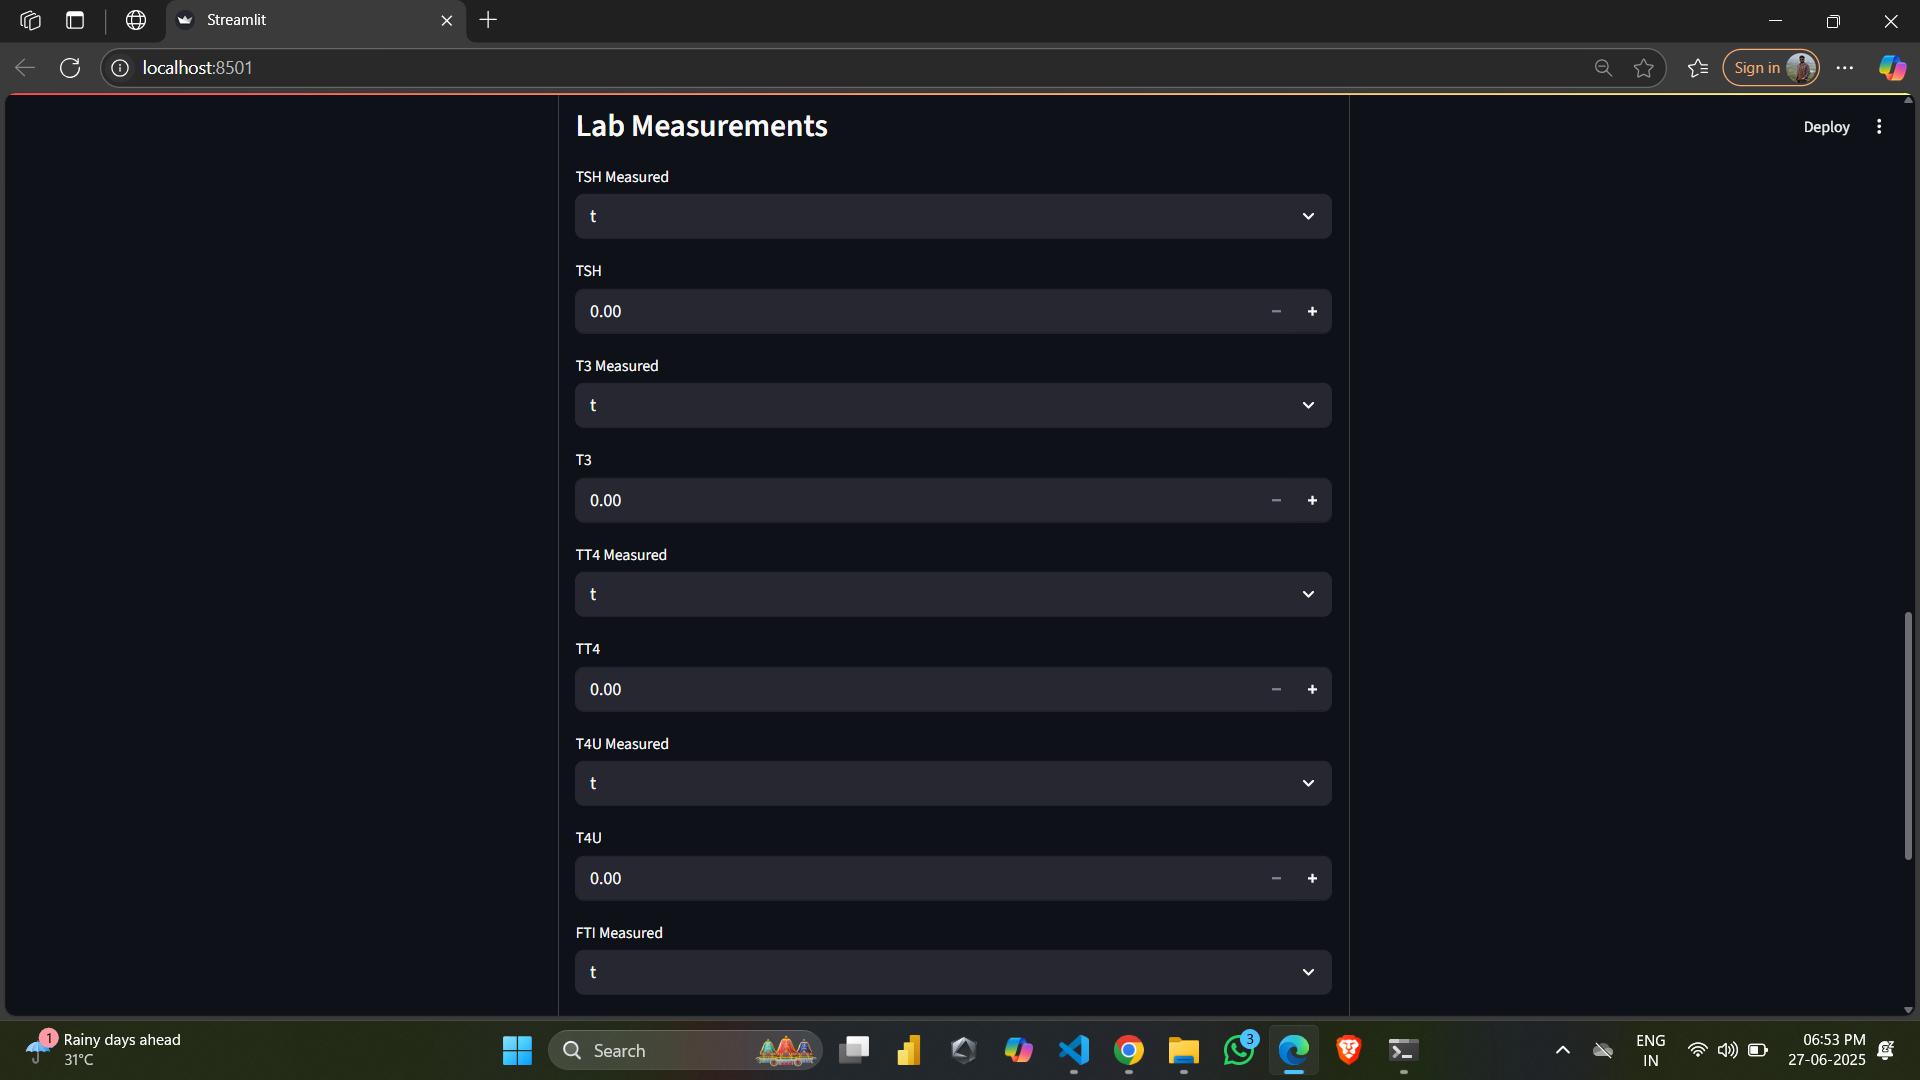 Streamlit
localhost:8501
Sign in
Deploy
Lab Measurements
TSH Measured
t
TSH
0.00
T3 Measured
t
T3
0.00
TT4 Measured
t
TT4
0.00
T4U Measured
t
T4U
0.00
FTI Measured
t
1
Rainy days ahead
31°C
Search
3
ENG
IN
06:53 PM
27-06-2025